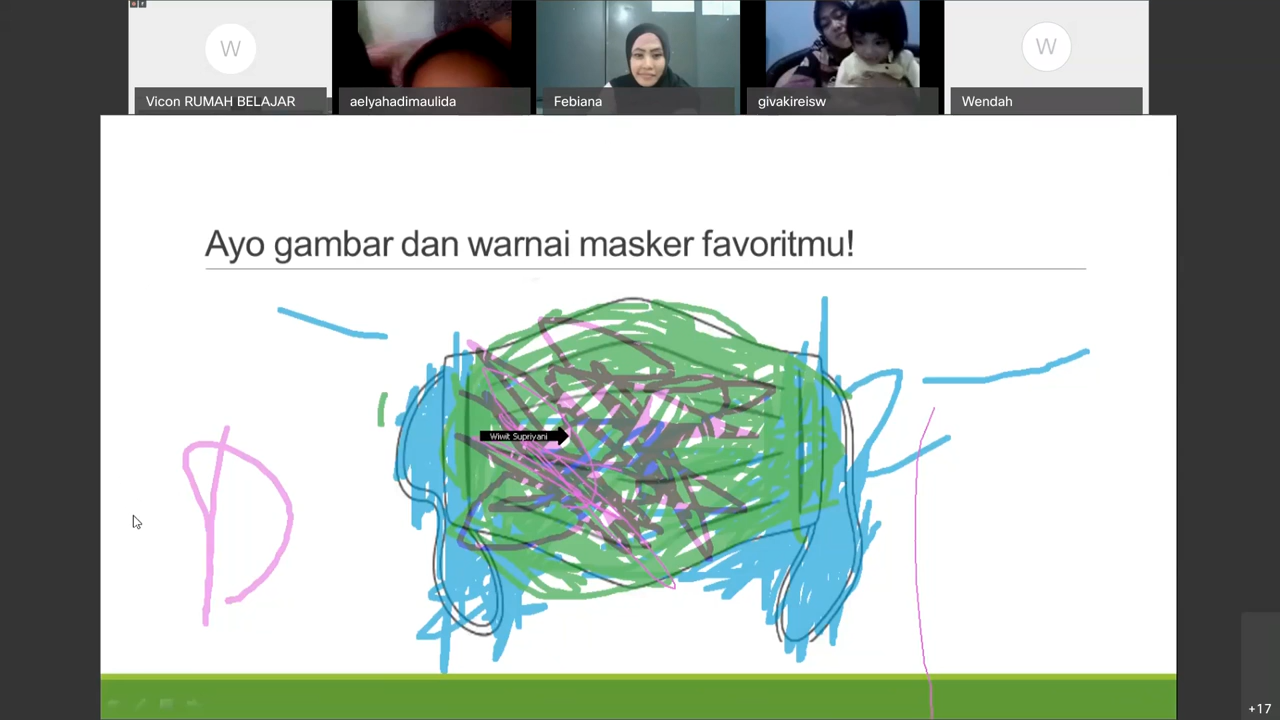 W
W
Vicon RUMAH BELAJAR
aelyahadimaulida
Febiana
givakireisw
Wendah
Ayo gambar dan warnai masker favoritmu!
Wiwit Supriyani
D
+17